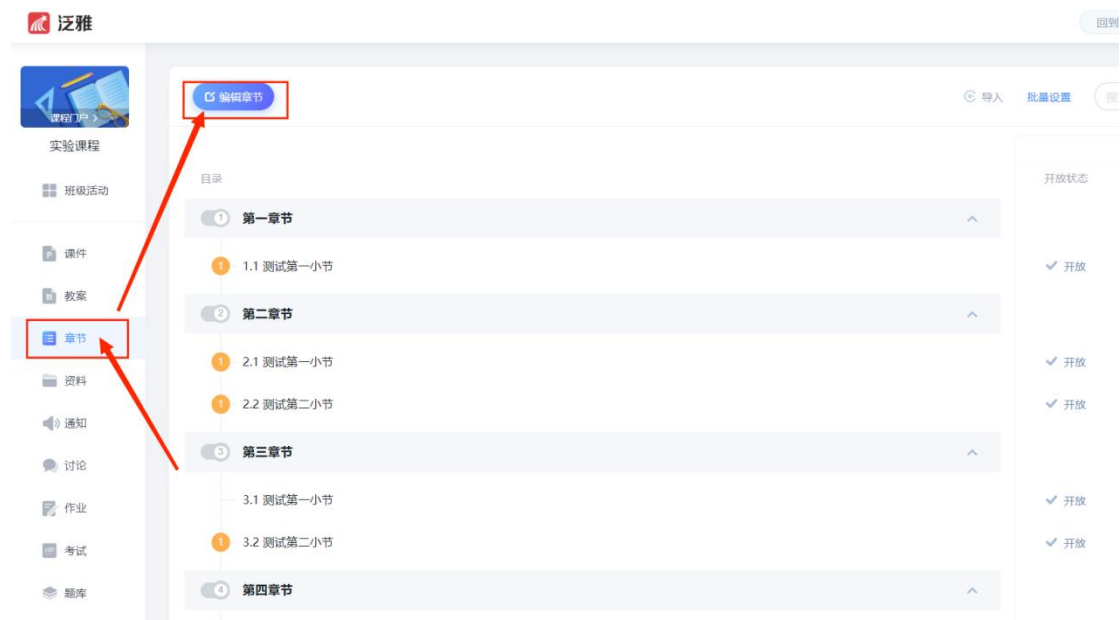 泛雅
回到
课程门户 >
实验课程
班级活动
课件
教案
章节
资料
通知
讨论
作业
考试
题库
编辑章节
导入
批量设置
目录
开放状态
1 第一章节
1 1.1 测试第一小节 开放
2 第二章节
1 2.1 测试第一小节 开放
1 2.2 测试第二小节 开放
3 第三章节
3.1 测试第一小节 开放
1 3.2 测试第二小节 开放
4 第四章节